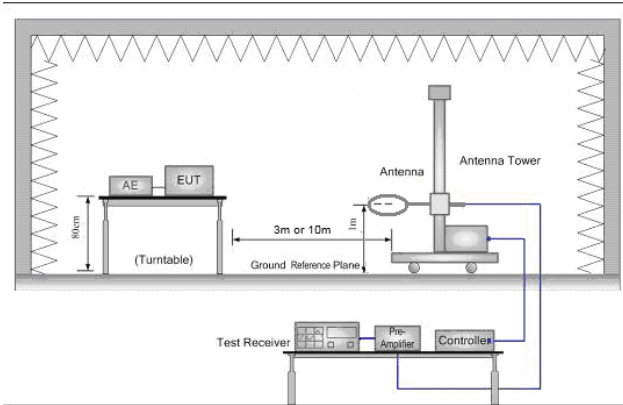 Antenna
Antenna Tower
AE
EUT
80cm
1m
3m or 10m
(Turntable)
Ground Reference Plane
Test Receiver
Pre-
Amplifier
Controller